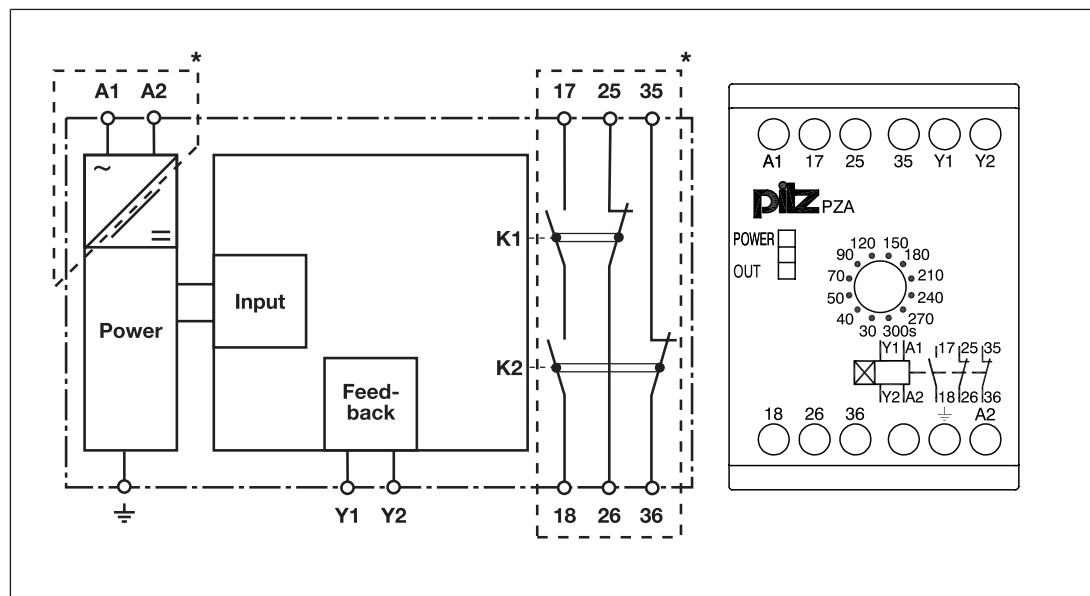 *
*
A1 A2
17 25 35
~
=
K1
Input
Power
K2
Feed-
back
Y1 Y2
18 26 36
A1 17 25 35 Y1 Y2
pilz PZA
POWER
OUT
120 150
90 180
70 210
50 240
40 270
30 300s
Y1 A1 17 25 35
Y2 A2 18 26 36
18 26 36 A2